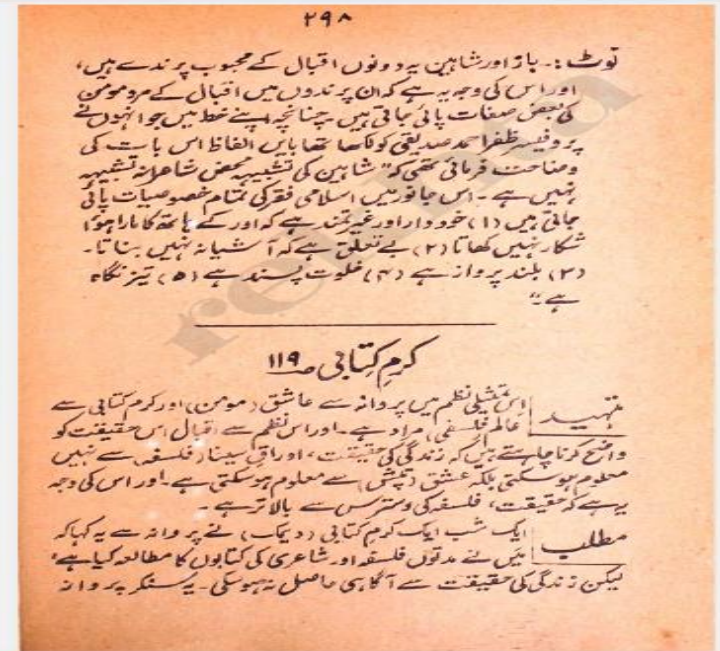 ۲۹۸
نوٹ :۔ باز اور شاہین یہ دونوں اقبال کے محبوب پرندے ہیں،
اور اس کی وجہ یہ ہے کہ ان پرندوں میں اقبال کے مردِ مومن
کی بعض صفات پائی جاتی ہیں۔ چنانچہ اپنے خط میں جو انہوں نے
پروفیسر ظفر احمد صدیقی کو لکھا تھا بایں الفاظ اس بات کی
وضاحت فرمائی تھی کہ "شاہین کی تشبیہہ محض شاعرانہ تشبیہہ
نہیں ہے۔ اس جانور میں اسلامی فقر کی تمام خصوصیات پائی
جاتی ہیں (۱) خوددار اور غیرتمند ہے کہ اور کے ہاتھ کا مارا ہؤا
شکار نہیں کھاتا (۲) بے تعلق ہے کہ آشیانہ نہیں بناتا۔
(۳) بلند پرواز ہے (۴) خلوت پسند ہے (۵) تیز نگاہ
ہے"
کرمِ کتابی ص ۱۱۹
تمہید اِس تمثیلی نظم میں پروانہ سے عاشق (مومن) اور کرمِ کتابی سے
عالم (فلسفی) مراد ہے۔ اور اس نظم سے اقبال اس حقیقت کو
واضح کرنا چاہتے ہیں کہ زندگی کی حقیقت، اوراقِ سینا (فلسفہ) سے نہیں
معلوم ہو سکتی بلکہ عشق (تپش) سے معلوم ہو سکتی ہے۔ اور اس کی وجہ
یہ ہے کہ حقیقت، فلسفہ کی دسترس سے بالاتر ہے۔
مطلب ایک شب ایک کرمِ کتابی (دیمک) نے پروانہ سے یہ کہا کہ
میں نے مدتوں فلسفہ اور شاعری کی کتابوں کا مطالعہ کیا ہے،
لیکن زندگی کی حقیقت سے آگاہی حاصل نہ ہو سکی۔ یہ سنکر پروانہ
rekhta